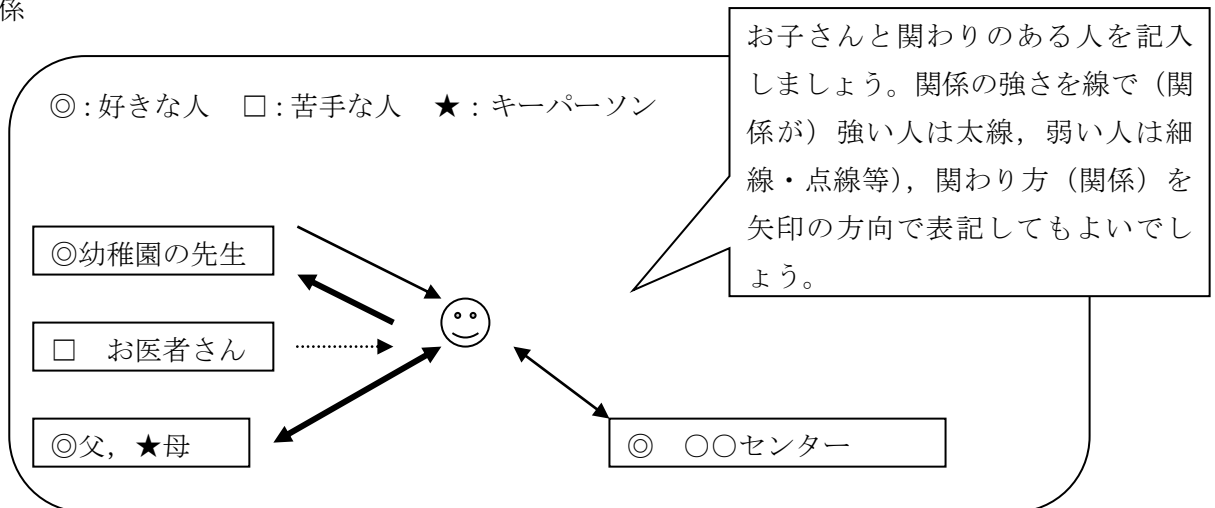 係
お子さんと関わりのある人を記入
しましょう。関係の強さを線で（関
係が）強い人は太線，弱い人は細
線・点線等），関わり方（関係）を
矢印の方向で表記してもよいでし
ょう。
◎：好きな人　□：苦手な人　★：キーパーソン
◎幼稚園の先生
□　お医者さん
◎父，★母
◎　○○センター